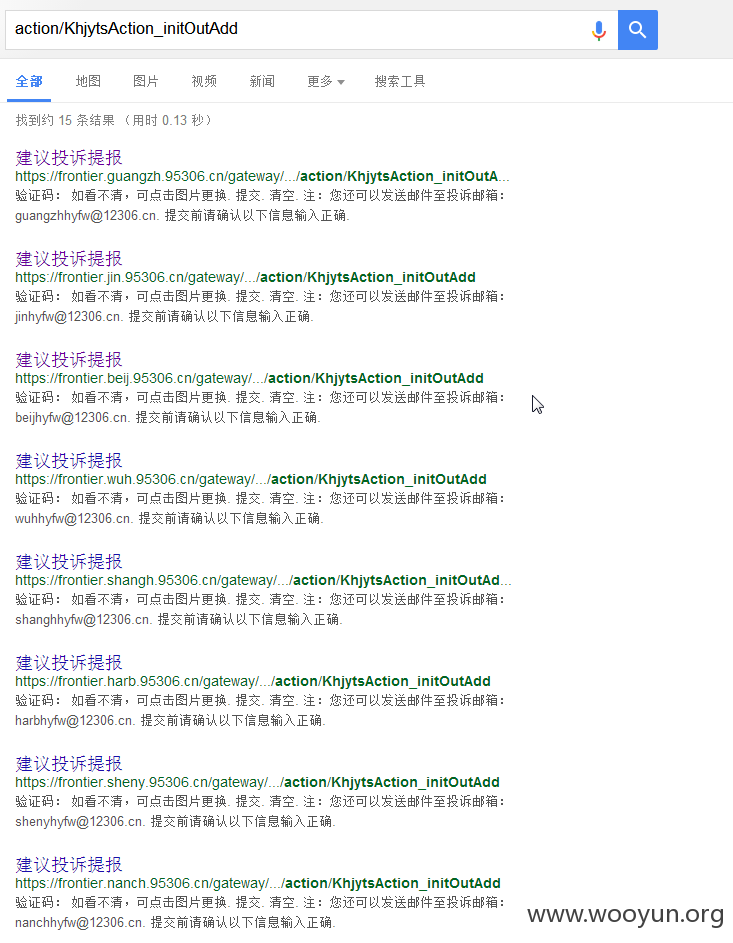 action/KhjytsAction_initOutAdd
全部 地图 图片 视频 新闻 更多 搜索工具
找到约 15 条结果 （用时 0.13 秒）
建议投诉提报
https://frontier.guangzh.95306.cn/gateway/.../action/KhjytsAction_initOutA...
验证码： 如看不清，可点击图片更换. 提交. 清空. 注：您还可以发送邮件至投诉邮箱：
guangzhhyfw@12306.cn. 提交前请确认以下信息输入正确.
建议投诉提报
https://frontier.jin.95306.cn/gateway/.../action/KhjytsAction_initOutAdd
验证码： 如看不清，可点击图片更换. 提交. 清空. 注：您还可以发送邮件至投诉邮箱：
jinhyfw@12306.cn. 提交前请确认以下信息输入正确.
建议投诉提报
https://frontier.beij.95306.cn/gateway/.../action/KhjytsAction_initOutAdd
验证码： 如看不清，可点击图片更换. 提交. 清空. 注：您还可以发送邮件至投诉邮箱：
beijhyfw@12306.cn. 提交前请确认以下信息输入正确.
建议投诉提报
https://frontier.wuh.95306.cn/gateway/.../action/KhjytsAction_initOutAdd
验证码： 如看不清，可点击图片更换. 提交. 清空. 注：您还可以发送邮件至投诉邮箱：
wuhhyfw@12306.cn. 提交前请确认以下信息输入正确.
建议投诉提报
https://frontier.shangh.95306.cn/gateway/.../action/KhjytsAction_initOutAd...
验证码： 如看不清，可点击图片更换. 提交. 清空. 注：您还可以发送邮件至投诉邮箱：
shanghhyfw@12306.cn. 提交前请确认以下信息输入正确.
建议投诉提报
https://frontier.harb.95306.cn/gateway/.../action/KhjytsAction_initOutAdd
验证码： 如看不清，可点击图片更换. 提交. 清空. 注：您还可以发送邮件至投诉邮箱：
harbhyfw@12306.cn. 提交前请确认以下信息输入正确.
建议投诉提报
https://frontier.sheny.95306.cn/gateway/.../action/KhjytsAction_initOutAdd
验证码： 如看不清，可点击图片更换. 提交. 清空. 注：您还可以发送邮件至投诉邮箱：
shenyhyfw@12306.cn. 提交前请确认以下信息输入正确.
建议投诉提报
https://frontier.nanch.95306.cn/gateway/.../action/KhjytsAction_initOutAdd
验证码： 如看不清，可点击图片更换. 提交. 清空. 注：您还可以发送邮件至投诉邮箱：
nanchhyfw@12306.cn. 提交前请确认以下信息输入正确.
www.wooyun.org